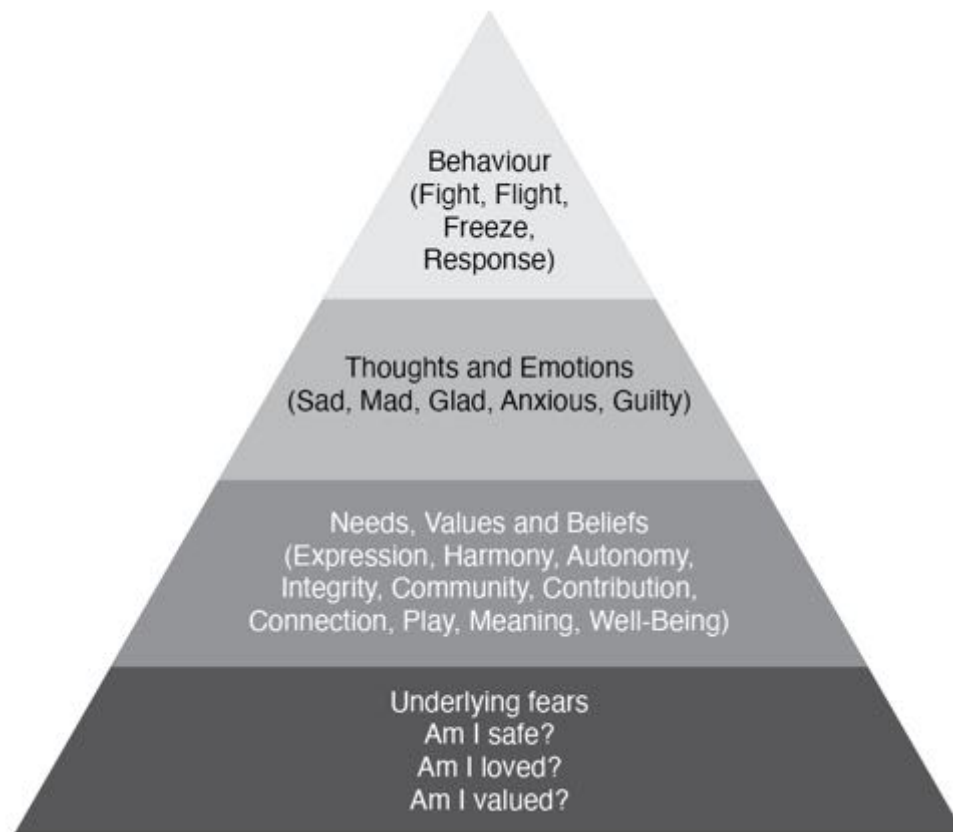 Behaviour
(Fight, Flight,
Freeze,
Response)
Thoughts and Emotions
(Sad, Mad, Glad, Anxious, Guilty)
Needs, Values and Beliefs
(Expression, Harmony, Autonomy,
Integrity, Community, Contribution,
Connection, Play, Meaning, Well-Being)
Underlying fears
Am I safe?
Am I loved?
Am I valued?